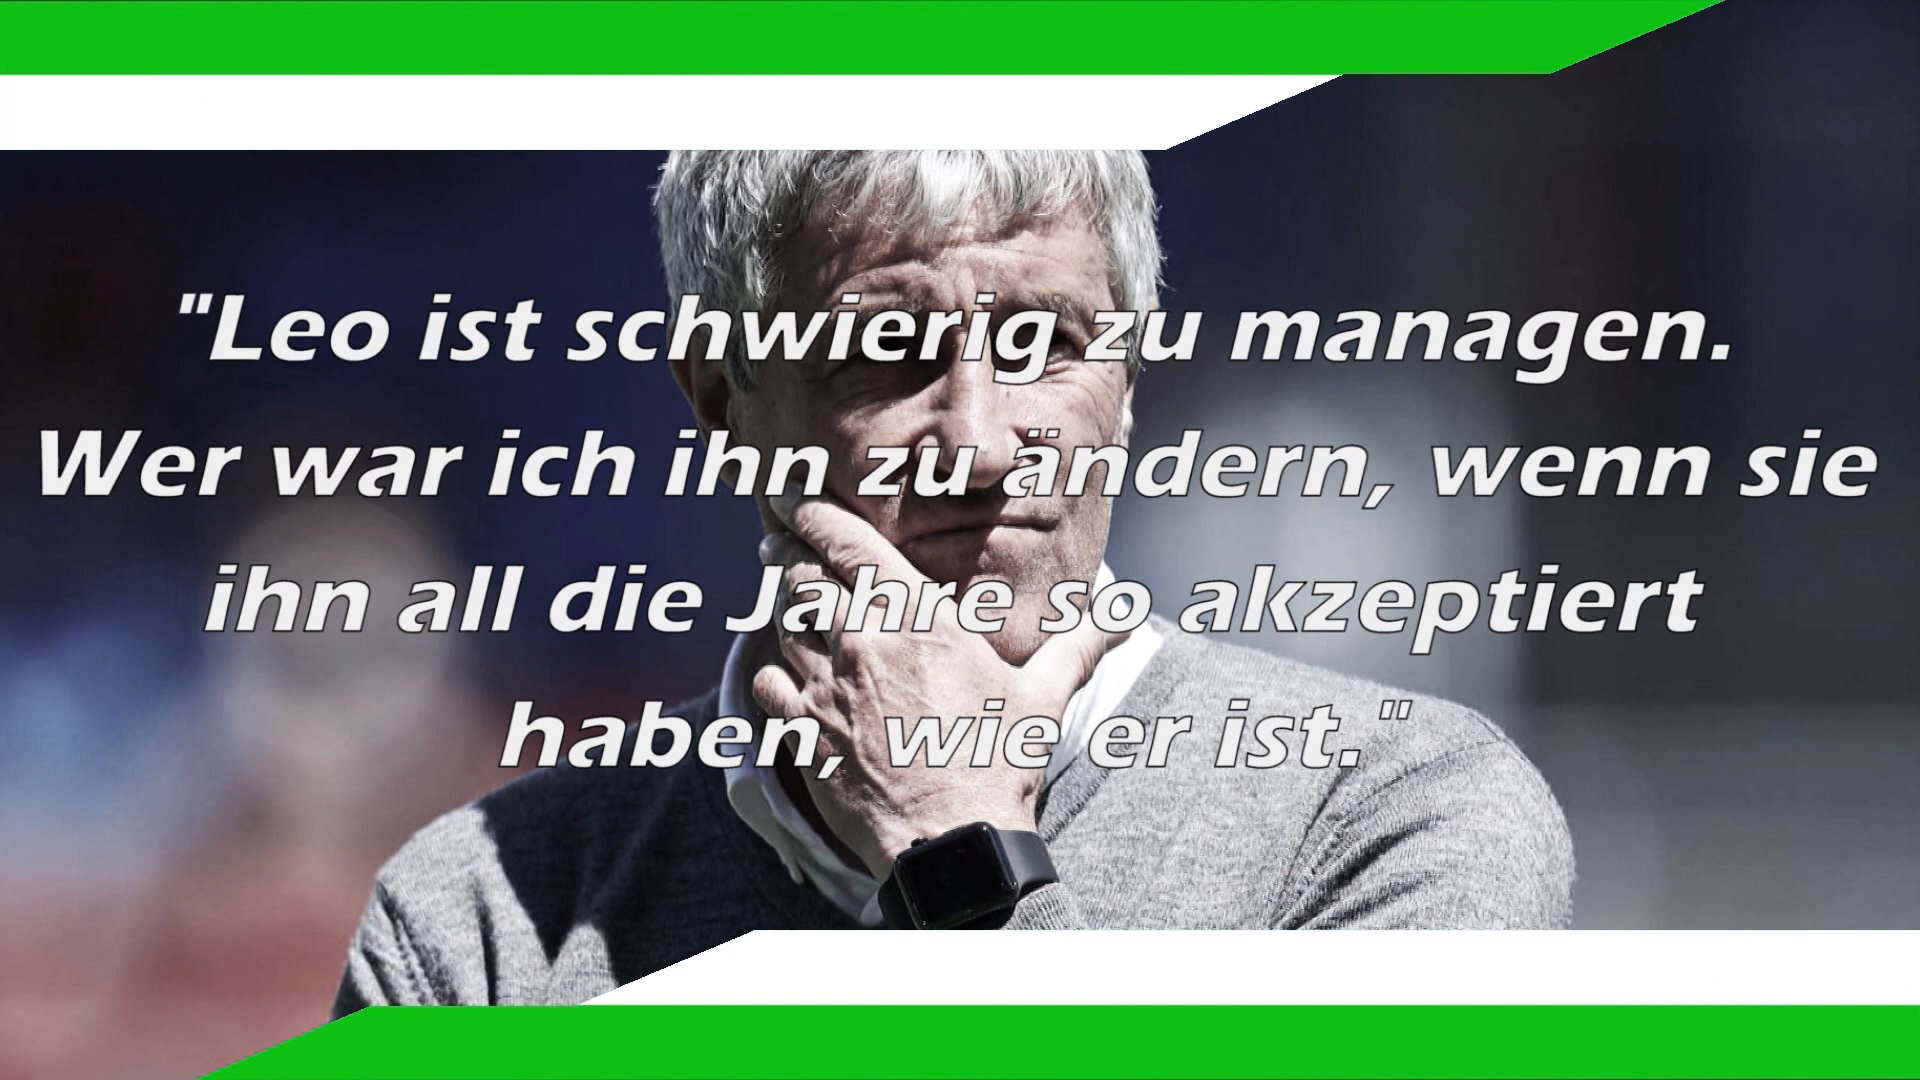 "Leo ist schwierig zu managen.
Wer war ich ihn zu ändern, wenn sie
ihn all die Jahre so akzeptiert
haben, wie er ist."